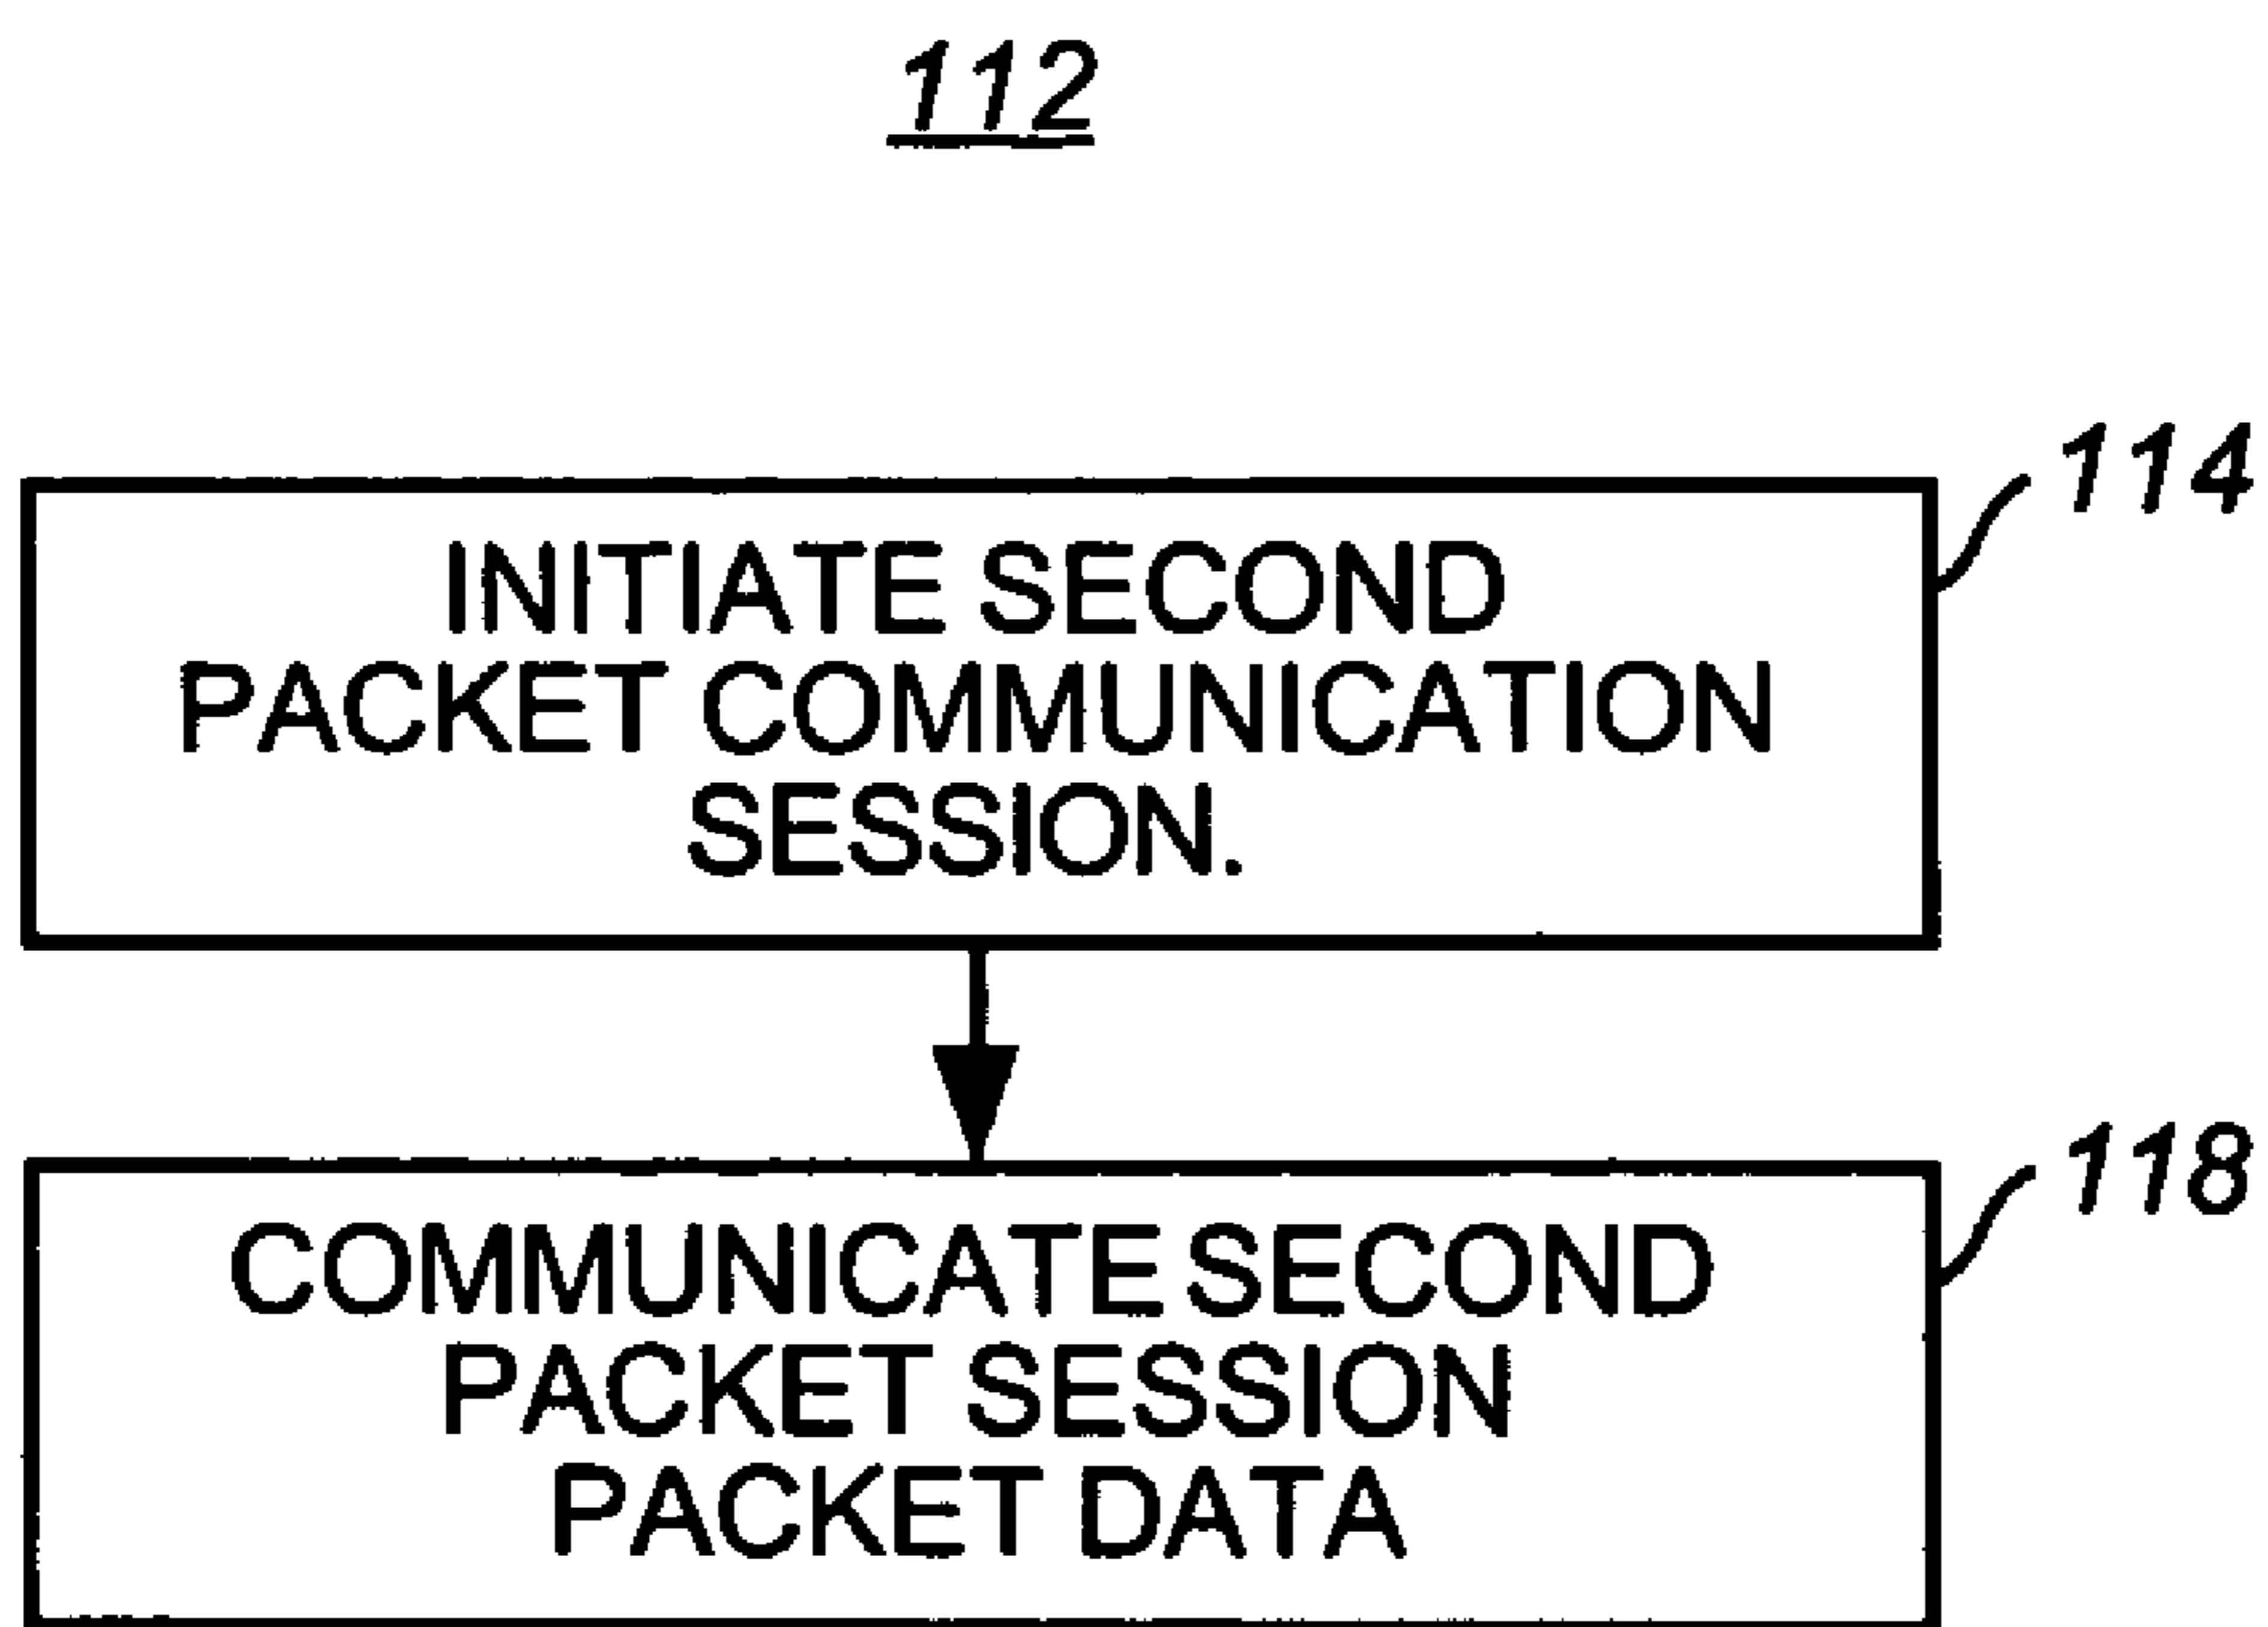 112
114
INITIATE SECOND
PACKET COMMUNICATION
SESSION.
118
COMMUNICATE SECOND
PACKET SESSION
PACKET DATA